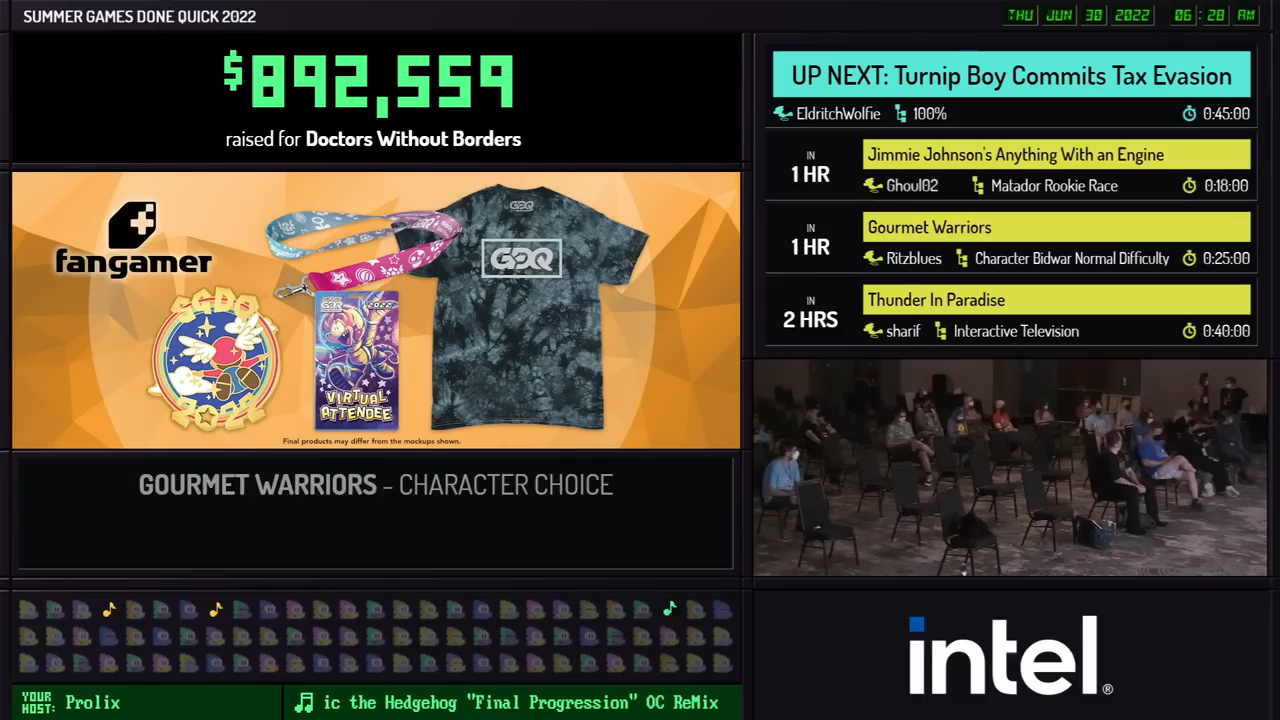 SUMMER GAMES DONE QUICK 2022
THU JUN 30 2022 06:20 AM
$892,559
raised for Doctors Without Borders
fangamer
GDQ
GDQ
SGDQ
2022
GDQ
2022
VIRTUAL
ATTENDEE
Final products may differ from the mockups shown.
GOURMET WARRIORS - CHARACTER CHOICE
UP NEXT: Turnip Boy Commits Tax Evasion
EldritchWolfie 100% 0:45:00
IN
1 HR
Jimmie Johnson's Anything With an Engine
Ghoul02 Matador Rookie Race 0:18:00
IN
1 HR
Gourmet Warriors
Ritzblues Character Bidwar Normal Difficulty 0:25:00
IN
2 HRS
Thunder In Paradise
sharif Interactive Television 0:40:00
intel®
YOUR
HOST: Prolix
ic the Hedgehog "Final Progression" OC ReMix